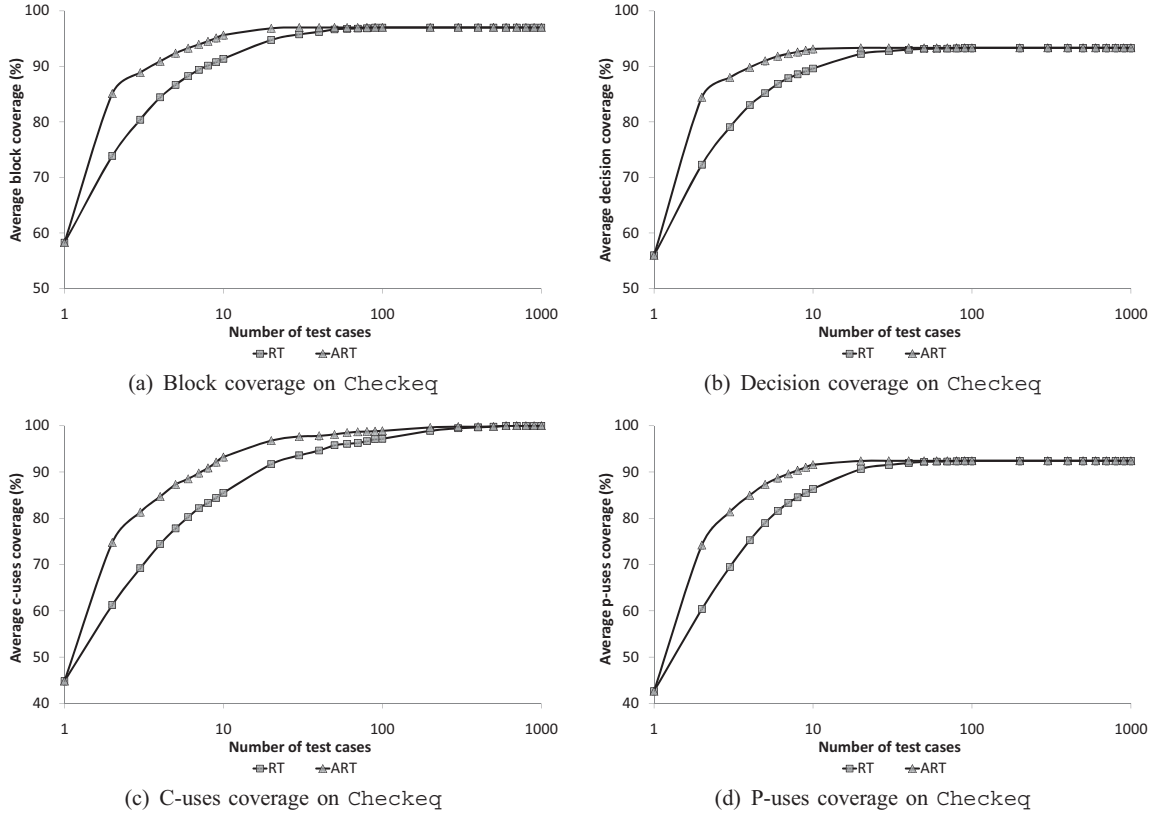 Average block coverage (%)
100
90
80
70
60
50
1 10 100 1000
Number of test cases
RT ART
(a) Block coverage on Checkeq
Average decision coverage (%)
100
90
80
70
60
50
1 10 100 1000
Number of test cases
RT ART
(b) Decision coverage on Checkeq
Average c-uses coverage (%)
100
90
80
70
60
50
40
1 10 100 1000
Number of test cases
RT ART
(c) C-uses coverage on Checkeq
Average p-uses coverage (%)
100
90
80
70
60
50
40
1 10 100 1000
Number of test cases
RT ART
(d) P-uses coverage on Checkeq